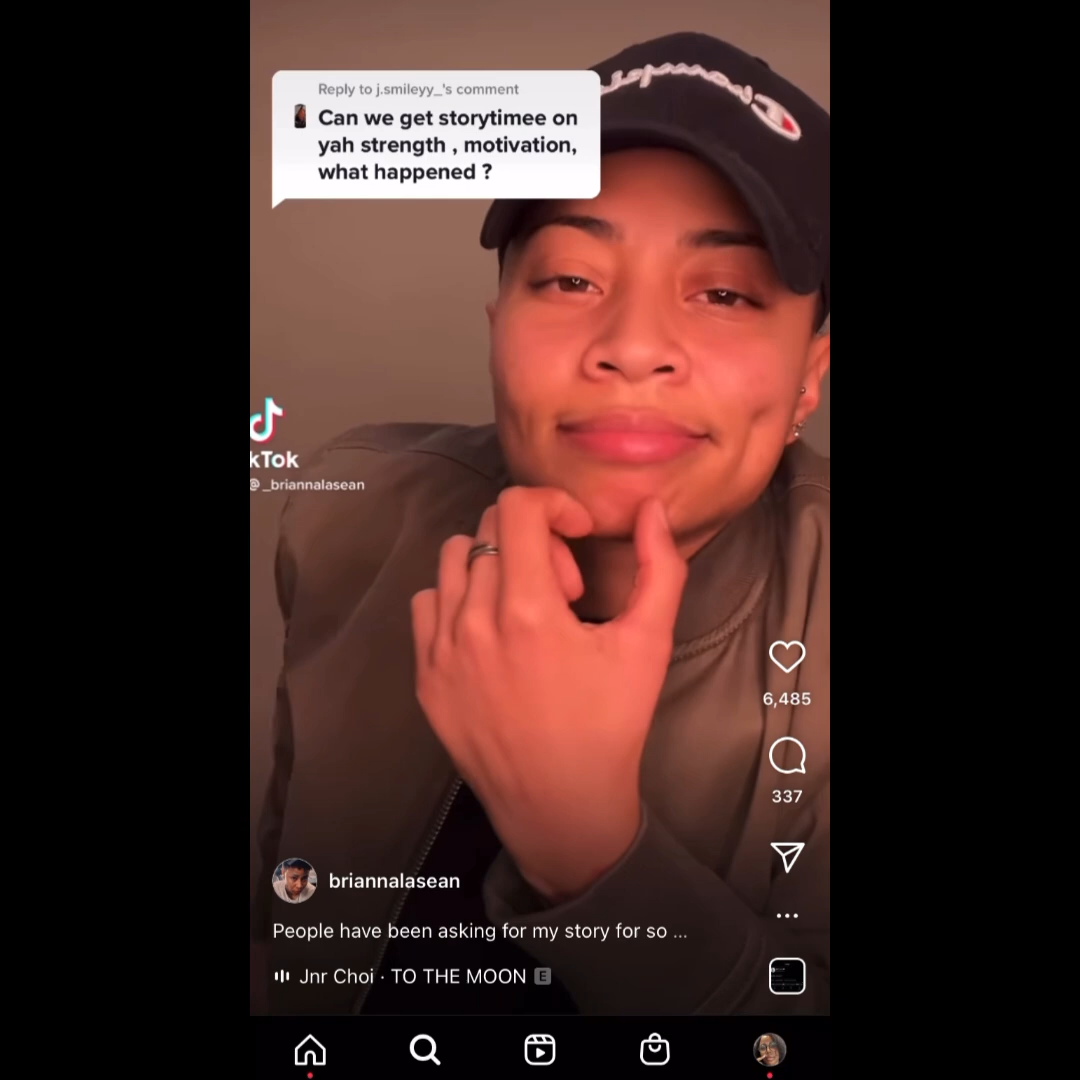 Reply to j.smileyy_'s comment
Can we get storytimee on
yah strength , motivation,
what happened ?
Champion
kTok
@_briannalasean
6,485
337
briannalasean
People have been asking for my story for so ...
Jnr Choi · TO THE MOON E